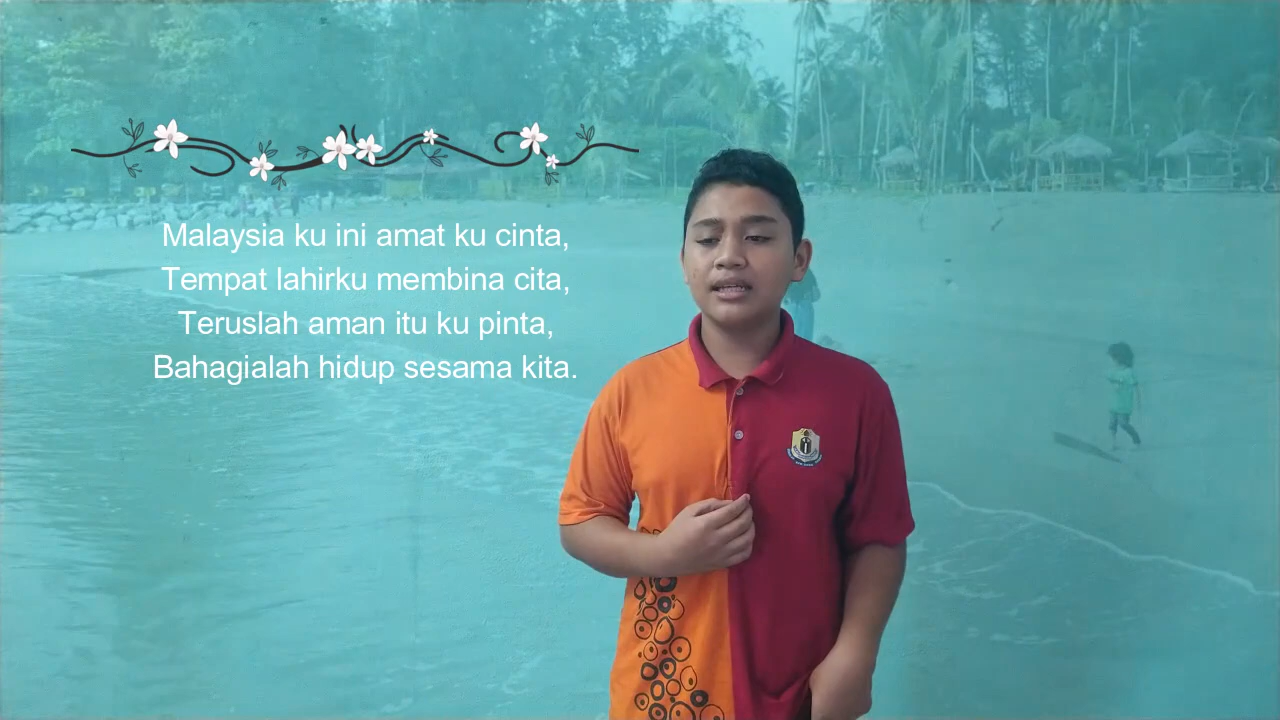 Malaysia ku ini amat ku cinta,
Tempat lahirku membina cita,
Teruslah aman itu ku pinta,
Bahagialah hidup sesama kita.